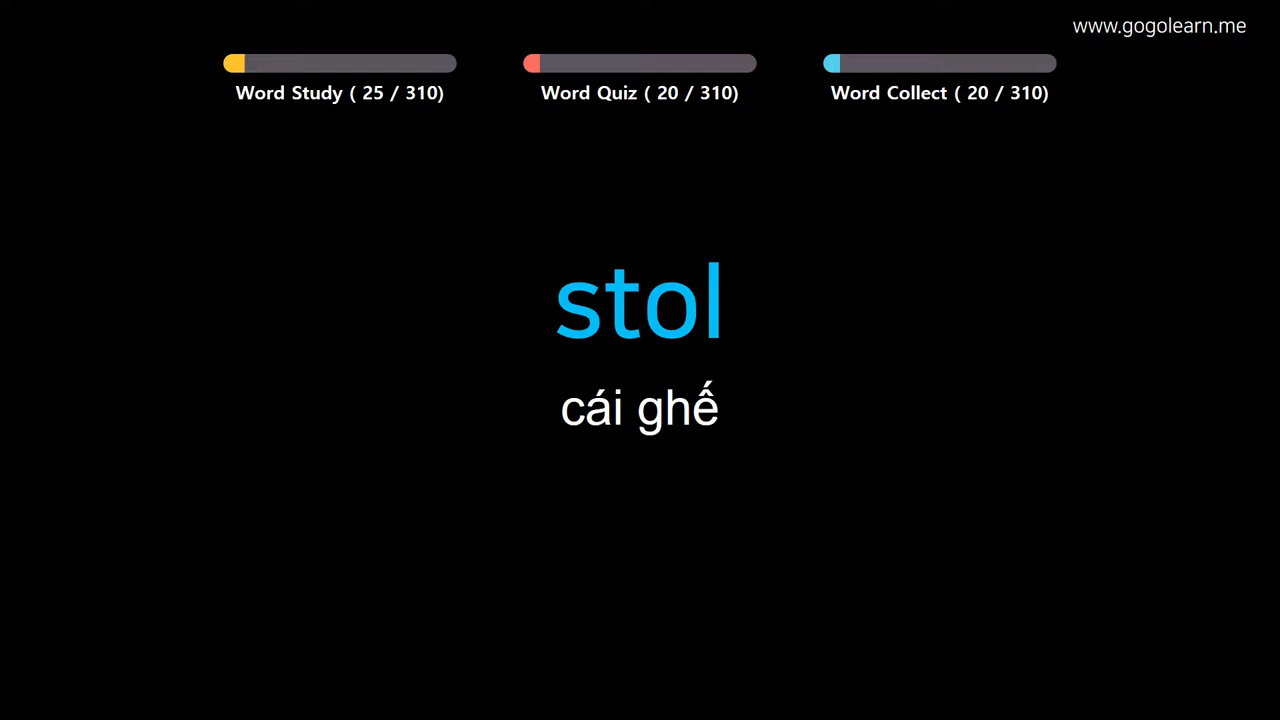 www.gogolearn.me
Word Study ( 25 / 310)
Word Quiz ( 20 / 310)
Word Collect ( 20 / 310)
stol
cái ghế